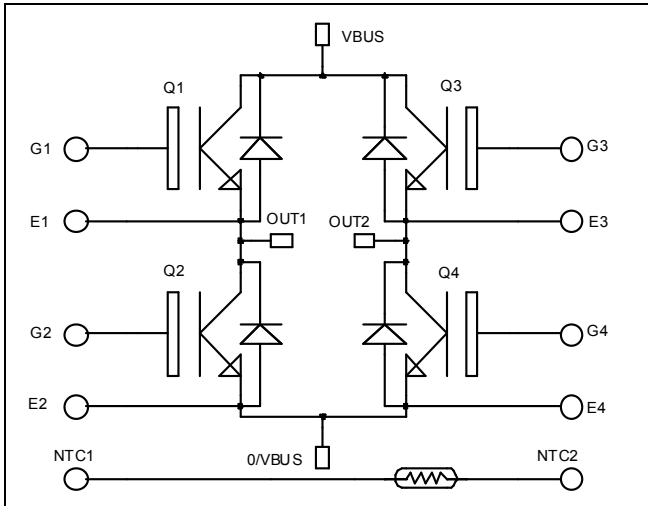 VBUS
Q1
Q3
G1
G3
E1
E3
OUT1
OUT2
Q2
Q4
G2
G4
E2
E4
NTC1
0/VBUS
NTC2